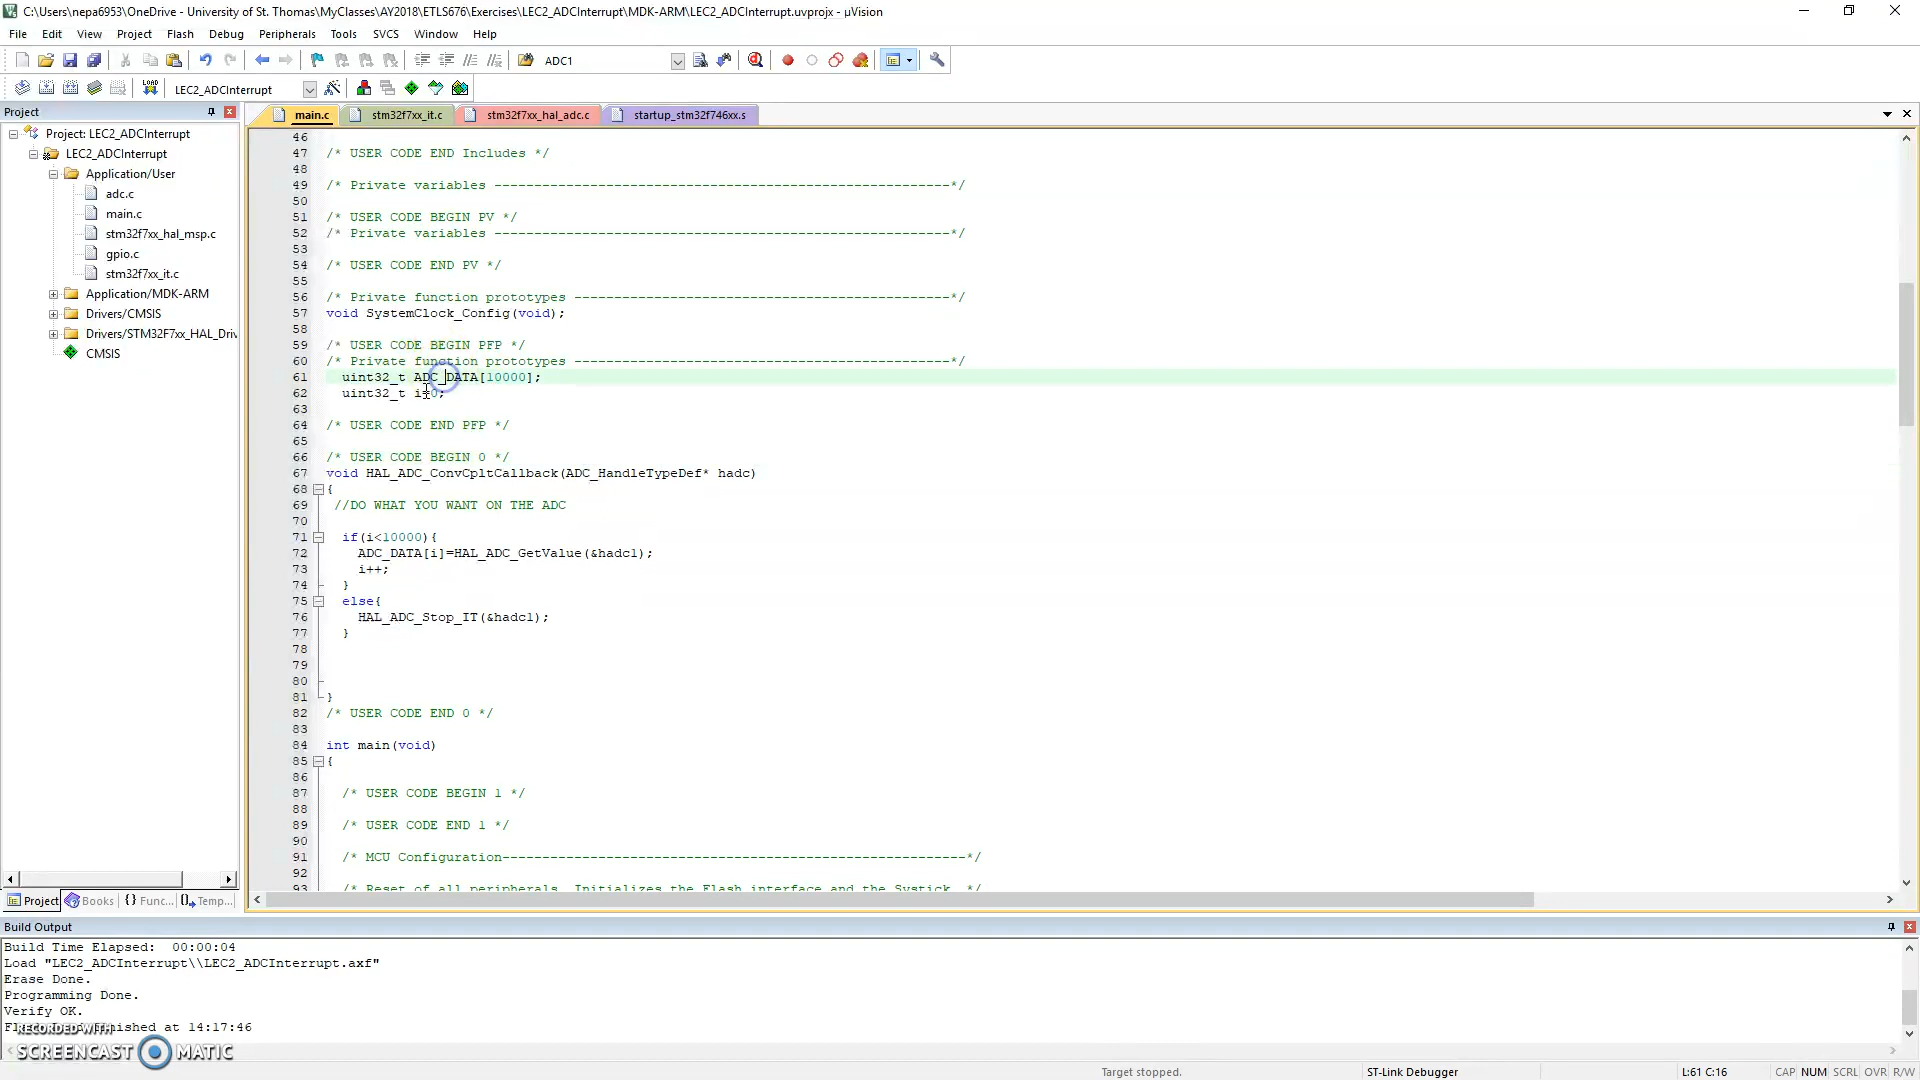 C:\Users\nepa6953\OneDrive - University of St. Thomas\MyClasses\AY2018\ETLS676\Exercises\LEC2_ADCInterrupt\MDK-ARM\LEC2_ADCInterrupt.uvprojx - µVision
File Edit View Project Flash Debug Peripherals Tools SVCS Window Help
ADC1
LOAD LEC2_ADCInterrupt
Project
Project: LEC2_ADCInterrupt
LEC2_ADCInterrupt
Application/User
adc.c
main.c
stm32f7xx_hal_msp.c
gpio.c
stm32f7xx_it.c
Application/MDK-ARM
Drivers/CMSIS
Drivers/STM32F7xx_HAL_Driv
CMSIS
Project Books {} Func... Temp...
main.c stm32f7xx_it.c stm32f7xx_hal_adc.c startup_stm32f746xx.s
46
47 /* USER CODE END Includes */
48
49 /* Private variables ---------------------------------------------------------*/
50
51 /* USER CODE BEGIN PV */
52 /* Private variables ---------------------------------------------------------*/
53
54 /* USER CODE END PV */
55
56 /* Private function prototypes -----------------------------------------------*/
57 void SystemClock_Config(void);
58
59 /* USER CODE BEGIN PFP */
60 /* Private function prototypes -----------------------------------------------*/
61 uint32_t ADC_DATA[10000];
62 uint32_t i=0;
63
64 /* USER CODE END PFP */
65
66 /* USER CODE BEGIN 0 */
67 void HAL_ADC_ConvCpltCallback(ADC_HandleTypeDef* hadc)
68 {
69 //DO WHAT YOU WANT ON THE ADC
70
71 if(i<10000){
72 ADC_DATA[i]=HAL_ADC_GetValue(&hadc1);
73 i++;
74 }
75 else{
76 HAL_ADC_Stop_IT(&hadc1);
77 }
78
79
80
81 }
82 /* USER CODE END 0 */
83
84 int main(void)
85 {
86
87 /* USER CODE BEGIN 1 */
88
89 /* USER CODE END 1 */
90
91 /* MCU Configuration----------------------------------------------------------*/
92
93 /* Reset of all peripherals, Initializes the Flash interface and the Systick. */
Build Output
Build Time Elapsed: 00:00:04
Load "LEC2_ADCInterrupt\\LEC2_ADCInterrupt.axf"
Erase Done.
Programming Done.
Verify OK.
finished at 14:17:46
RECORDED WITH
SCREENCAST MATIC
Target stopped. ST-Link Debugger L:61 C:16 CAP NUM SCRL OVR R/W